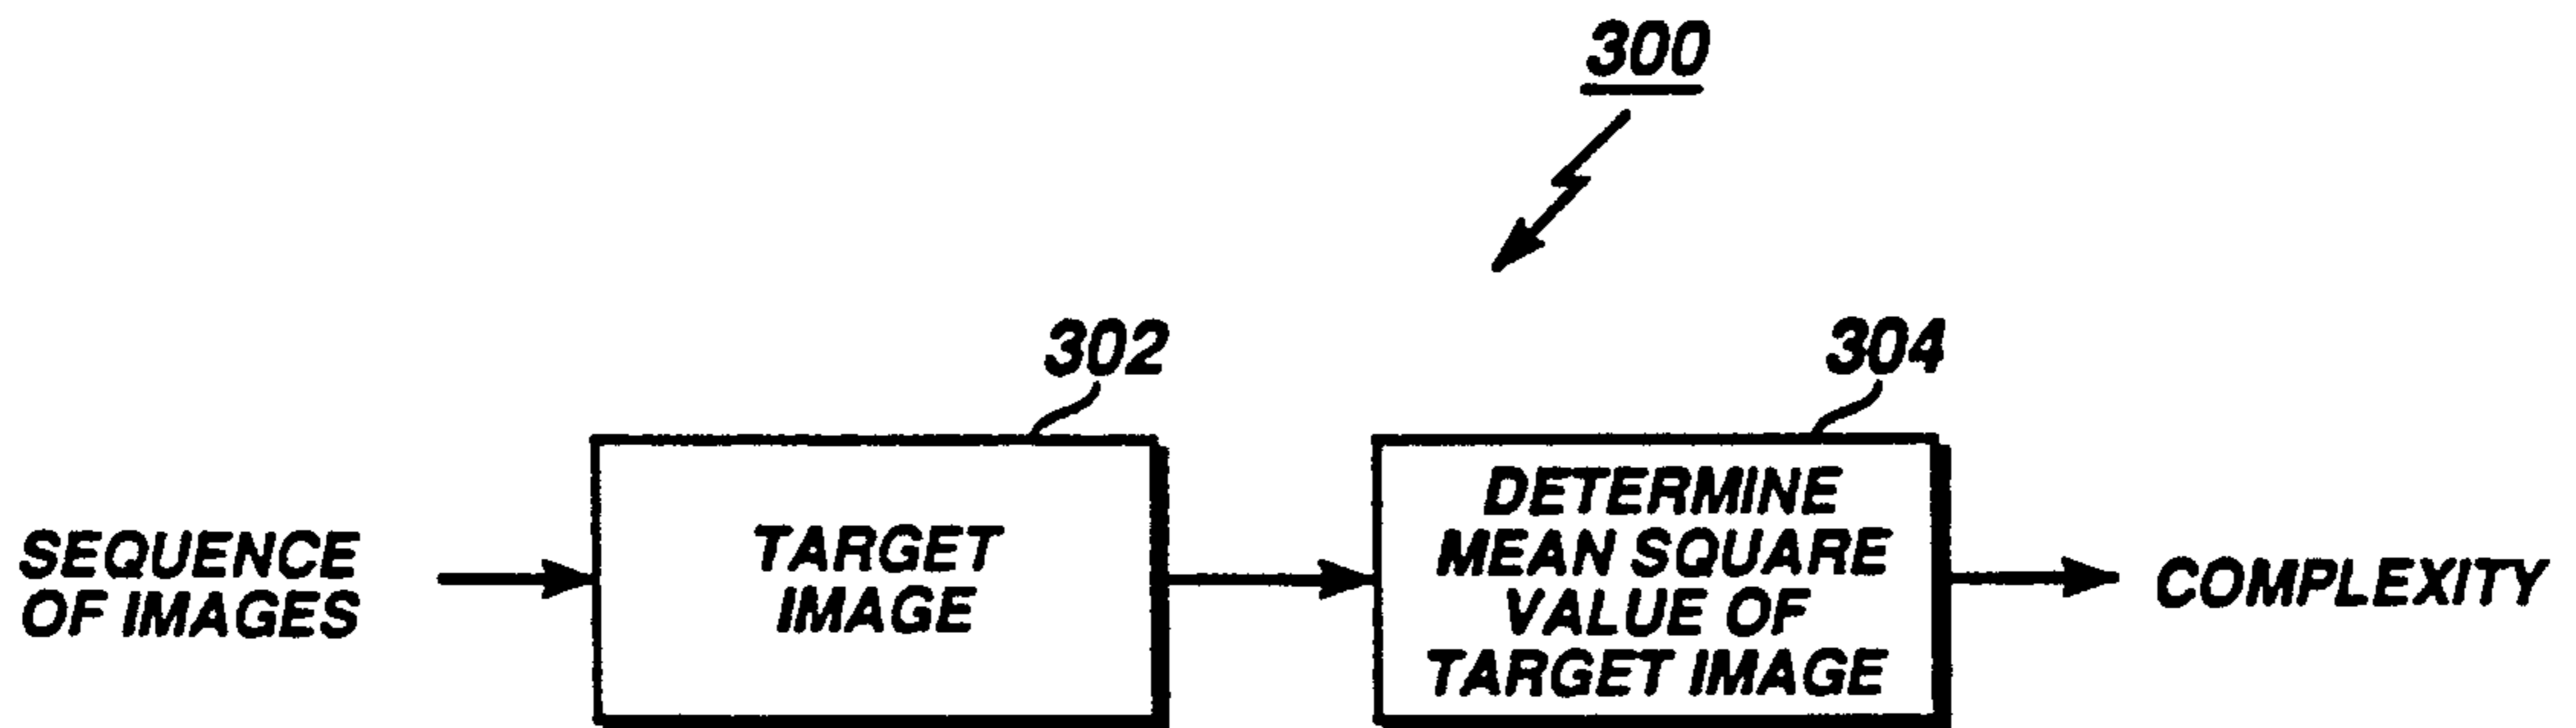 300
302
304
SEQUENCE
OF IMAGES
TARGET
IMAGE
DETERMINE
MEAN SQUARE
VALUE OF
TARGET IMAGE
COMPLEXITY